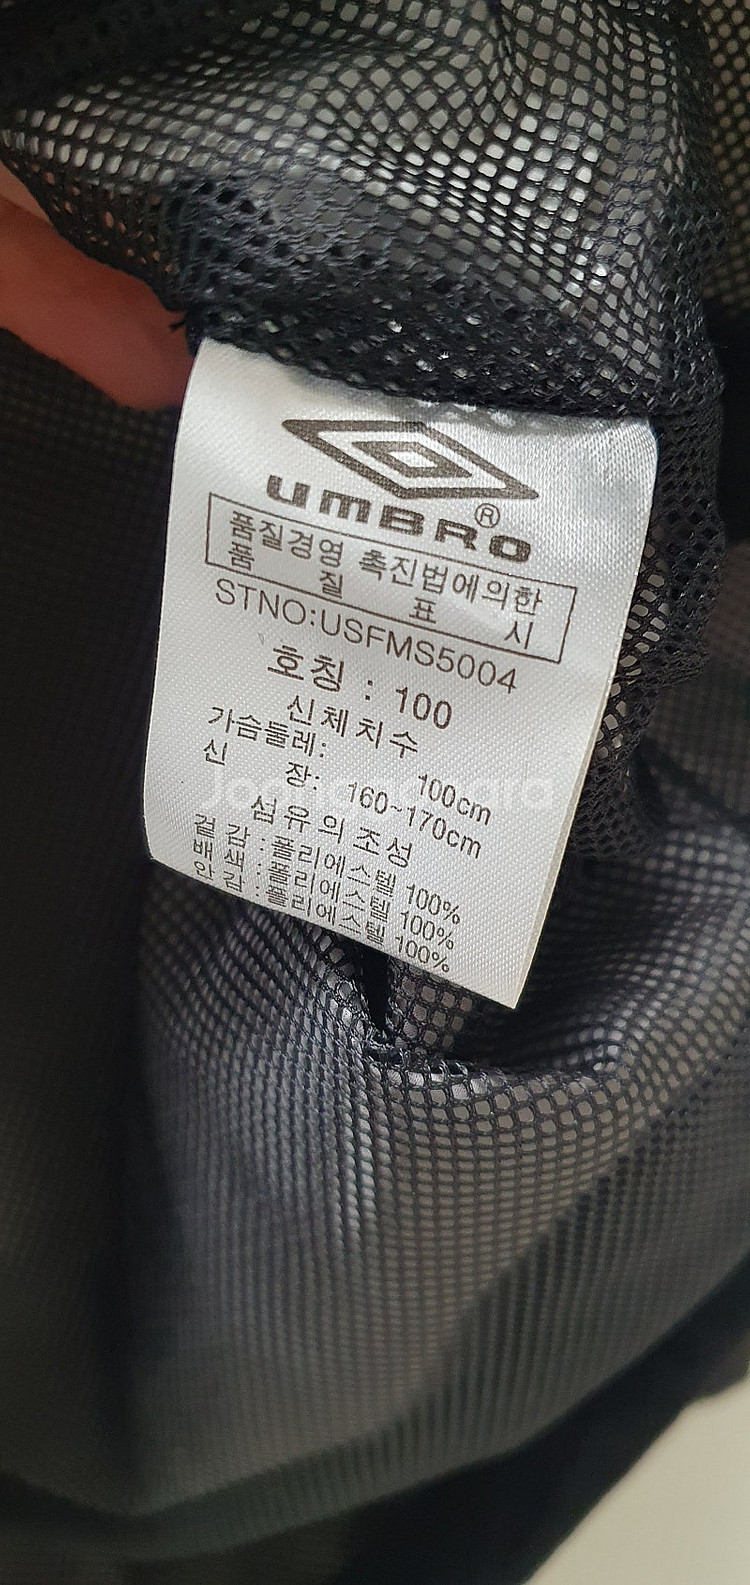 UMBRO®
품질경영 촉진법에의한
품 질 표 시
STNO:USFMS5004
호칭 : 100
신체치수
가슴둘레: 100cm
신 장: 160~170cm
섬유의조성
겉감 : 폴리에스텔 100%
배색 : 폴리에스텔 100%
안감 : 폴리에스텔 100%